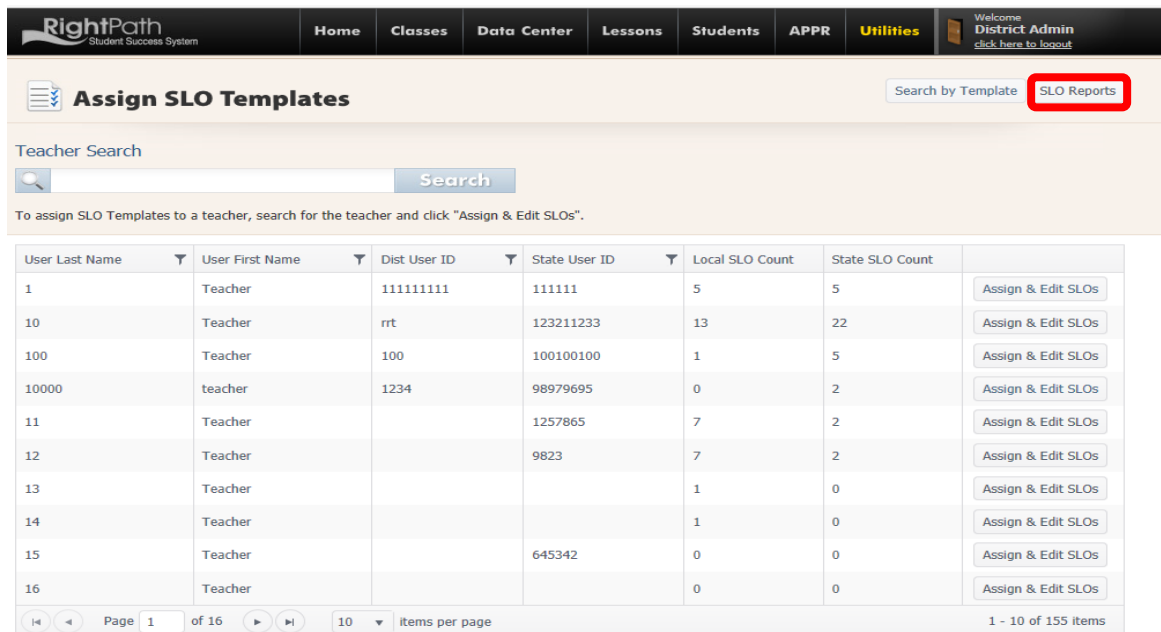 RightPath
Student Success System
Home Classes Data Center Lessons Students APPR Utilities
Welcome
District Admin
click here to logout
Assign SLO Templates
Search by Template SLO Reports
Teacher Search
Search
To assign SLO Templates to a teacher, search for the teacher and click "Assign & Edit SLOs".
User Last Name User First Name Dist User ID State User ID Local SLO Count State SLO Count
1 Teacher 111111111 111111 5 5 Assign & Edit SLOs
10 Teacher rrt 123211233 13 22 Assign & Edit SLOs
100 Teacher 100 100100100 1 5 Assign & Edit SLOs
10000 teacher 1234 98979695 0 2 Assign & Edit SLOs
11 Teacher 1257865 7 2 Assign & Edit SLOs
12 Teacher 9823 7 2 Assign & Edit SLOs
13 Teacher 1 0 Assign & Edit SLOs
14 Teacher 1 0 Assign & Edit SLOs
15 Teacher 645342 0 0 Assign & Edit SLOs
16 Teacher 0 0 Assign & Edit SLOs
Page 1 of 16 10 items per page 1 - 10 of 155 items